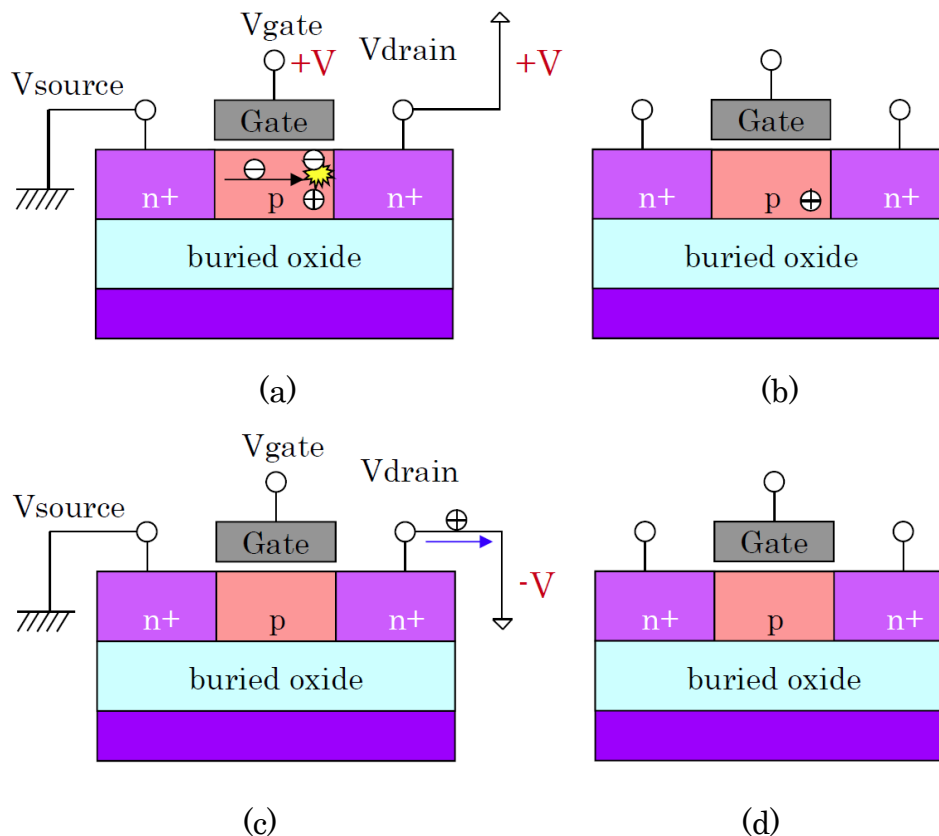 Vgate
+V
Vdrain
+V
Vsource
Gate
Gate
n+
p
n+
n+
p
n+
buried oxide
buried oxide
(a)
(b)
Vgate
Vdrain
Vsource
Gate
Gate
-V
n+
p
n+
n+
p
n+
buried oxide
buried oxide
(c)
(d)